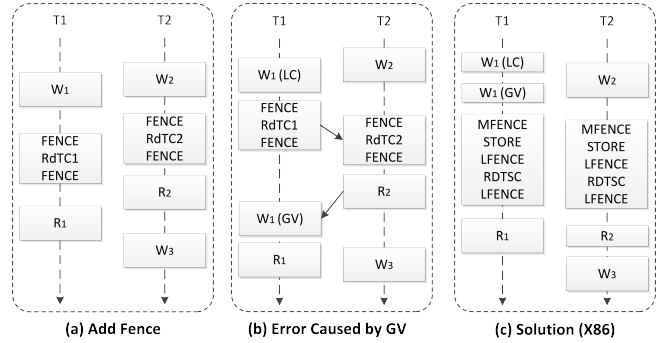 T1 T2
W1
W2
FENCE
RdTC1
FENCE
FENCE
RdTC2
FENCE
R1
R2
W3
(a) Add Fence
T1 T2
W1 (LC)
W2
FENCE
RdTC1
FENCE
FENCE
RdTC2
FENCE
R2
W1 (GV)
R1
W3
(b) Error Caused by GV
T1 T2
W1 (LC)
W1 (GV)
W2
MFENCE
STORE
LFENCE
RDTSC
LFENCE
MFENCE
STORE
LFENCE
RDTSC
LFENCE
R1
R2
W3
(c) Solution (X86)